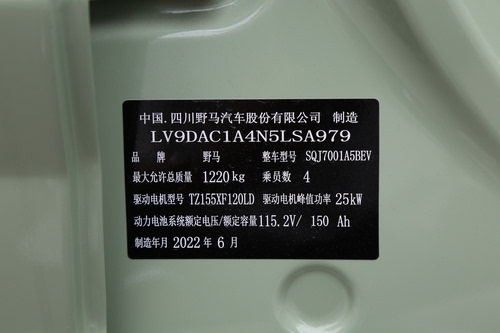 中国.四川野马汽车股份有限公司 制造
LV9DAC1A4N5LSA979
品 牌 野马 整车型号 SQJ7001A5BEV
最大允许总质量 1220kg 乘员数 4
驱动电机型号 TZ155XF120LD 驱动电机峰值功率 25kW
动力电池系统额定电压/额定容量 115.2V/ 150 Ah
制造年月 2022 年 6 月